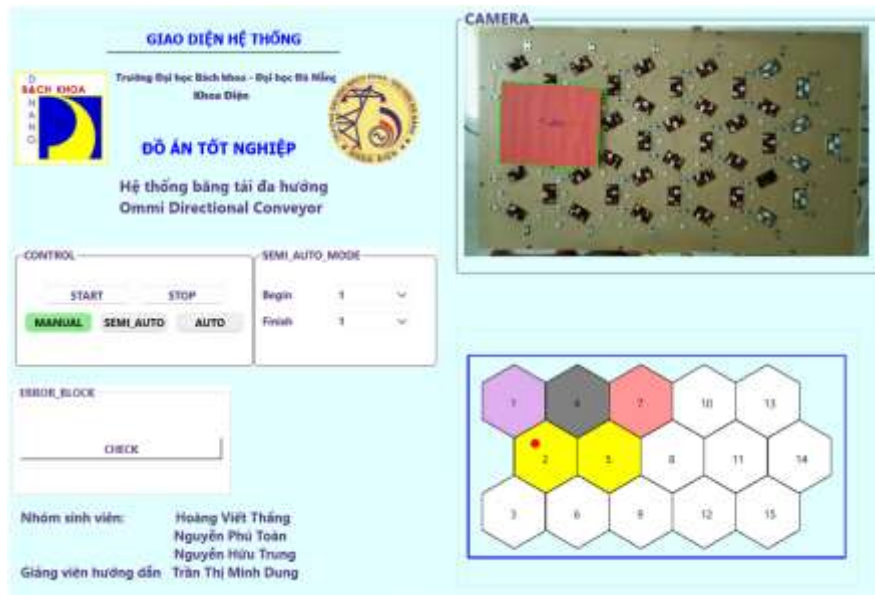 GIAO DIỆN HỆ THỐNG
Trường Đại học Bách khoa - Đại học Đà Nẵng
Khoa Điện
BÁCH KHOA
DANANG
KHOA ĐIỆN
ĐỒ ÁN TỐT NGHIỆP
Hệ thống băng tải đa hướng
Ommi Directional Conveyor
CAMERA
CONTROL
START STOP
MANUAL SEMI_AUTO AUTO
SEMI_AUTO_MODE
Begin 1
Finish 1
ERROR_BLOCK
CHECK
Nhóm sinh viên: Hoàng Viết Thắng
Nguyễn Phú Toàn
Nguyễn Hữu Trung
Giảng viên hướng dẫn Trần Thị Minh Dung
1 4 7 10 13
2 5 8 11 14
3 6 9 12 15